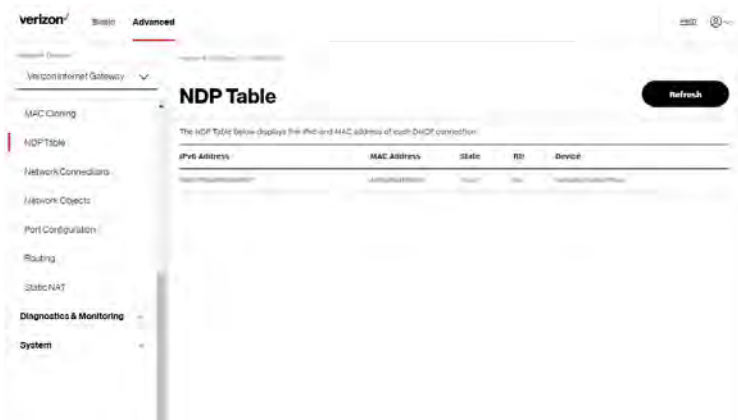 verizon✓ Basic Advanced
Verizon Internet Gateway
MAC Cloning
NDP Table
Network Connections
Network Objects
Port Configuration
Routing
Static NAT
Diagnostics & Monitoring
System
NDP Table
Refresh
The NDP Table below displays the IPv6 and MAC address of each DHCP connection.
IPv6 Address MAC Address State Rtr Device